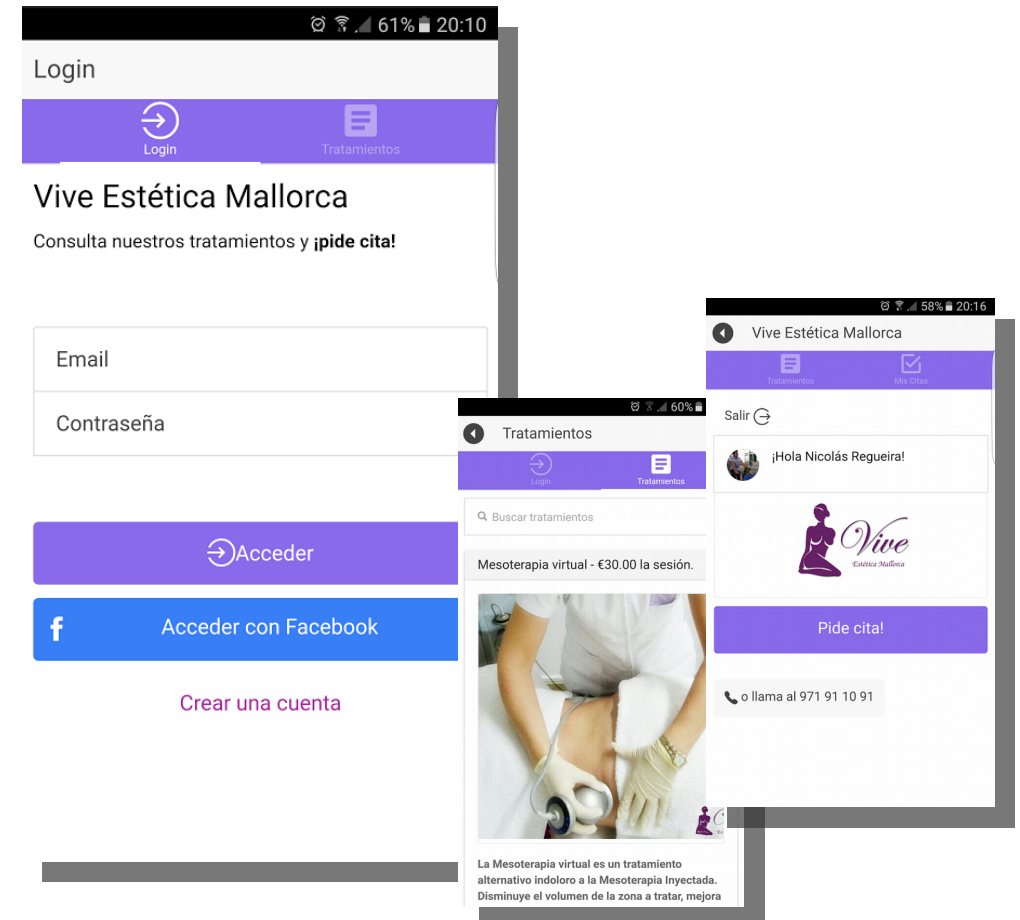 61% 20:10
Login
Login
Tratamientos
Vive Estética Mallorca
Consulta nuestros tratamientos y ¡pide cita!
Email
Contraseña
Acceder
Acceder con Facebook
Crear una cuenta
60%
Tratamientos
Login
Tratamientos
Buscar tratamientos
Mesoterapia virtual - €30.00 la sesión.
La Mesoterapia virtual es un tratamiento
alternativo indoloro a la Mesoterapia Inyectada.
Disminuye el volumen de la zona a tratar, mejora
58% 20:16
Vive Estética Mallorca
Tratamientos
Mis Citas
Salir
¡Hola Nicolás Regueira!
Vive
Estética Mallorca
Pide cita!
o llama al 971 91 10 91